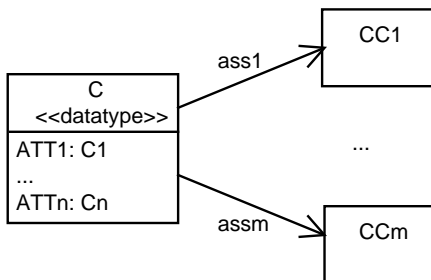 C
<<datatype>>
ATT1: C1
...
ATTn: Cn
ass1
CC1
...
assm
CCm